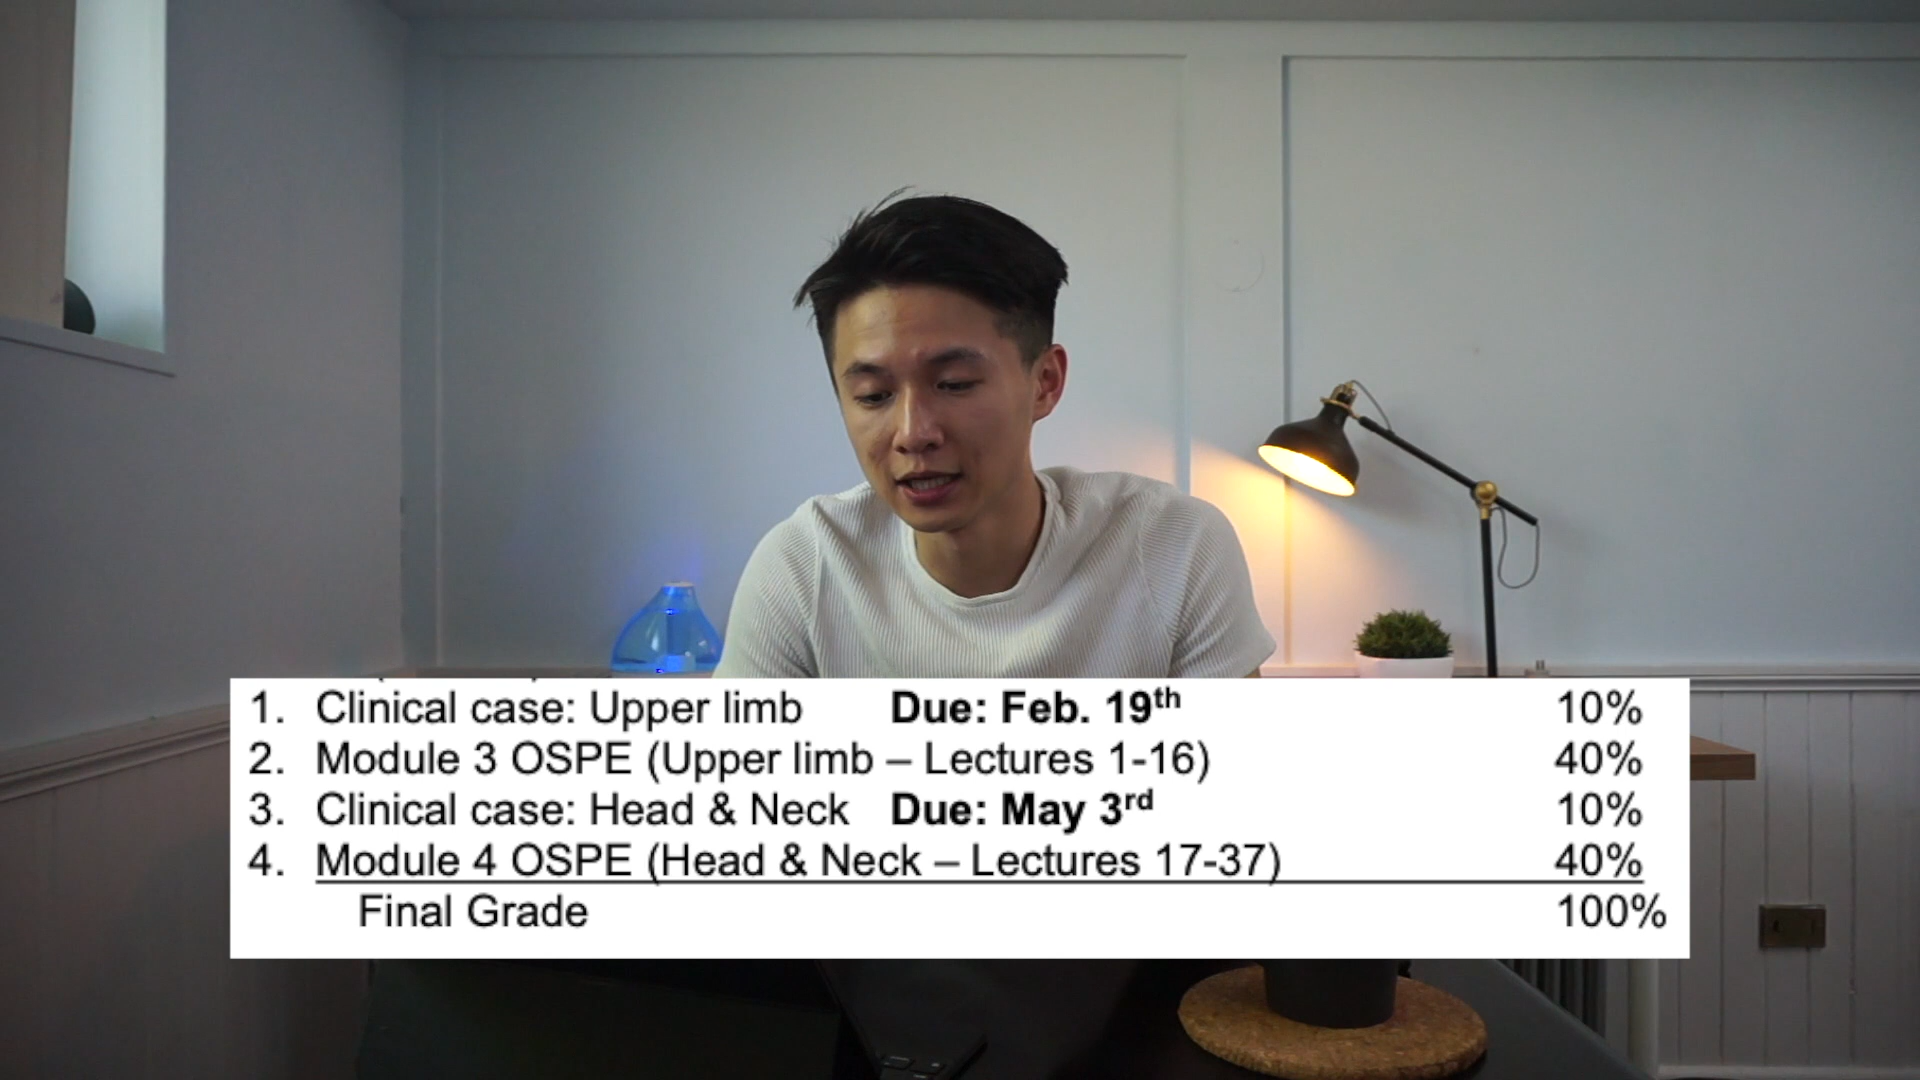 1. Clinical case: Upper limb Due: Feb. 19th 10%
2. Module 3 OSPE (Upper limb – Lectures 1-16) 40%
3. Clinical case: Head & Neck Due: May 3rd 10%
4. Module 4 OSPE (Head & Neck – Lectures 17-37) 40%
Final Grade 100%